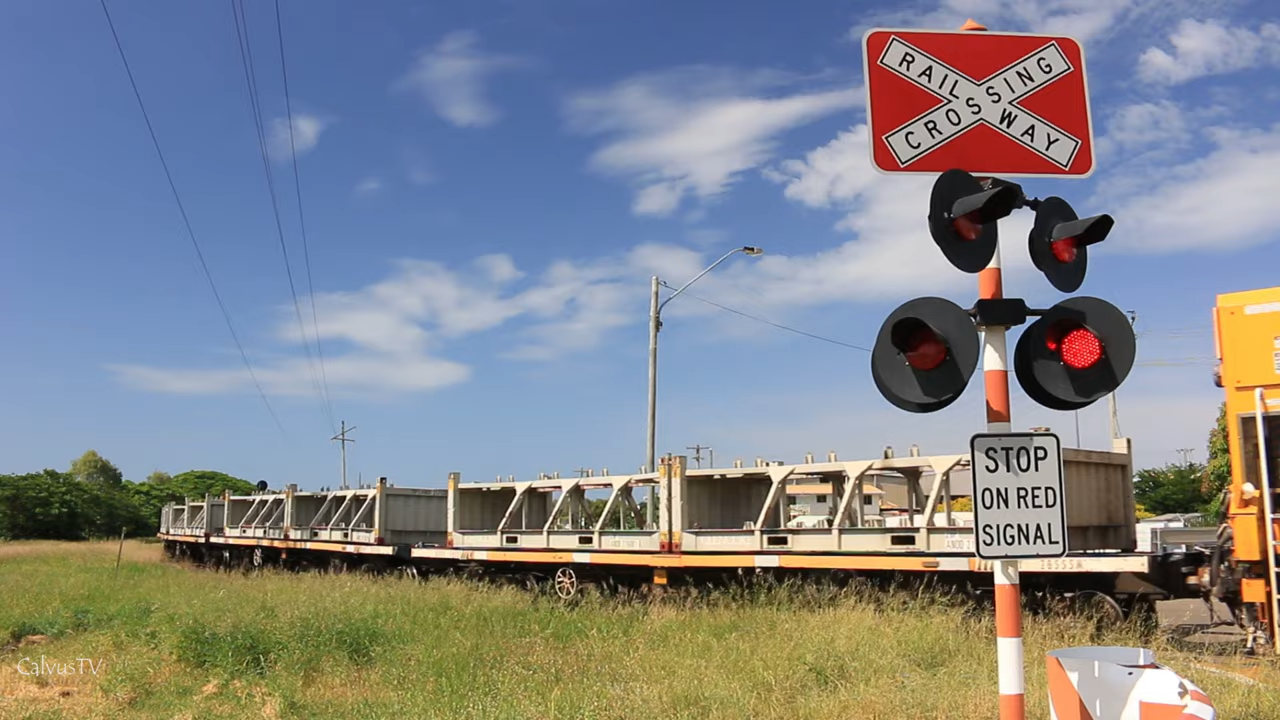 RAIL WAY
CROSSING
STOP
ON RED
SIGNAL
CalvusTV